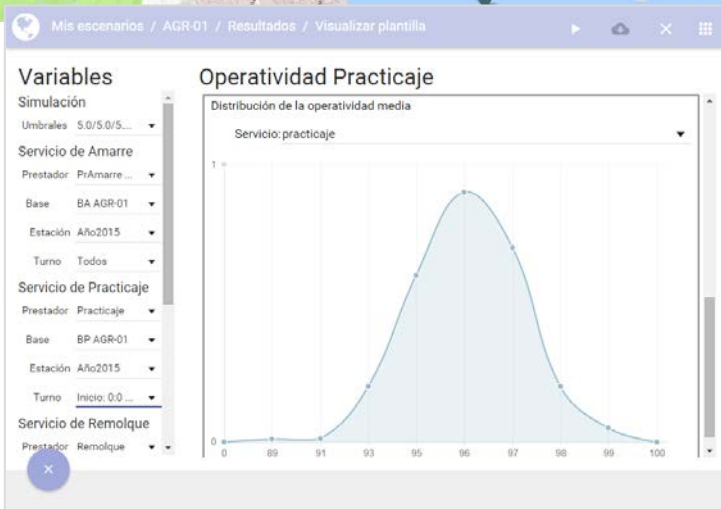 Mis escenarios / AGR-01 / Resultados / Visualizar plantilla
Variables
Simulación
Umbrales 5.0/5.0/5....
Servicio de Amarre
Prestador PrAmarre ...
Base BA AGR-01
Estación Año2015
Turno Todos
Servicio de Practicaje
Prestador Practicaje
Base BP AGR-01
Estación Año2015
Turno Inicio: 0:0 ...
Servicio de Remolque
Prestador Remolque
Operatividad Practicaje
Distribución de la operatividad media
Servicio: practicaje
1
0
0 89 91 93 95 96 97 98 99 100